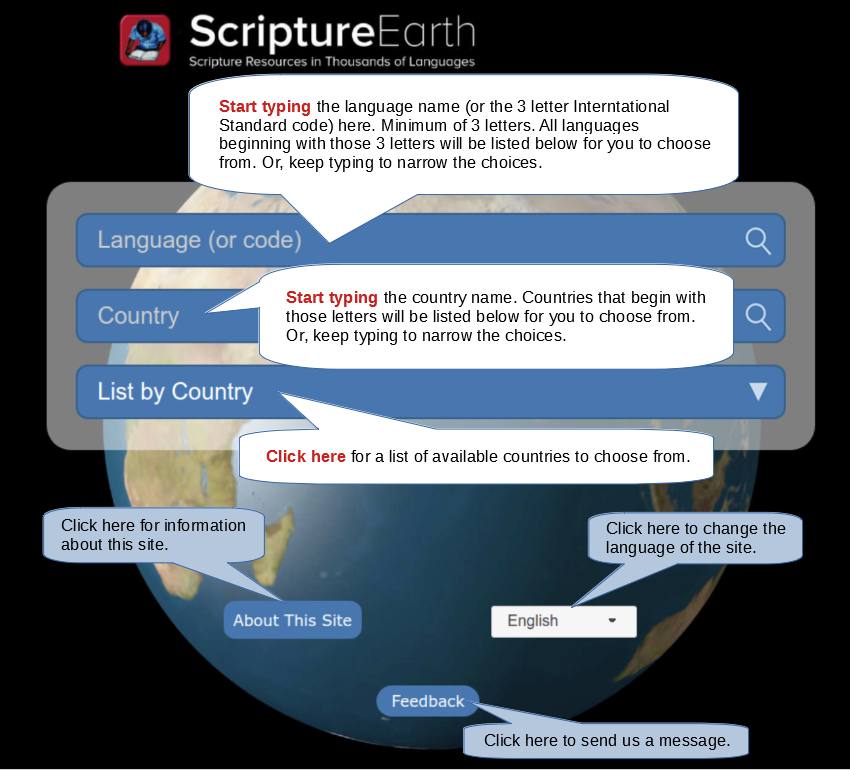 ScriptureEarth
Scripture Resources in Thousands of Languages
Start typing the language name (or the 3 letter Interntational
Standard code) here. Minimum of 3 letters. All languages
beginning with those 3 letters will be listed below for you to choose
from. Or, keep typing to narrow the choices.
Language (or code)
Start typing the country name. Countries that begin with
those letters will be listed below for you to choose from.
Or, keep typing to narrow the choices.
Country
List by Country
Click here for a list of available countries to choose from.
Click here for information
about this site.
Click here to change the
language of the site.
About This Site
English
Feedback
Click here to send us a message.